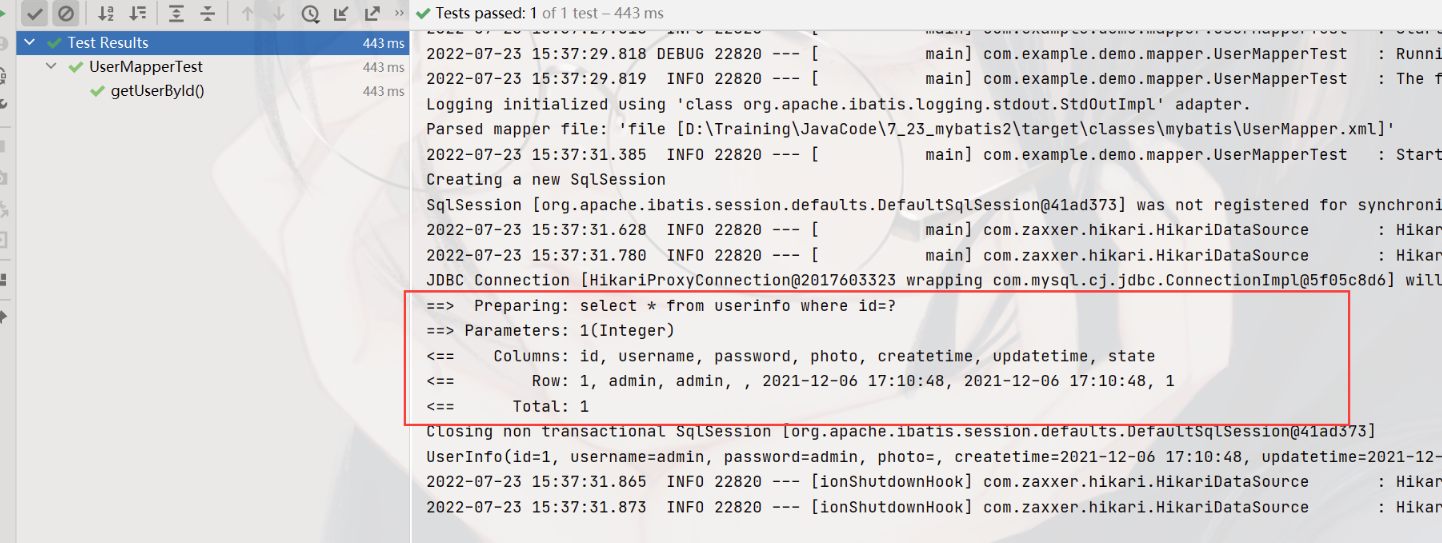 Tests passed: 1 of 1 test – 443 ms
Test Results 443 ms
UserMapperTest 443 ms
getUserById() 443 ms
2022-07-23 15:37:29.818 DEBUG 22820 --- [ main] com.example.demo.mapper.UserMapperTest : Runni
2022-07-23 15:37:29.819 INFO 22820 --- [ main] com.example.demo.mapper.UserMapperTest : The f
Logging initialized using 'class org.apache.ibatis.logging.stdout.StdOutImpl' adapter.
Parsed mapper file: 'file [D:\Training\JavaCode\7_23_mybatis2\target\classes\mybatis\UserMapper.xml]'
2022-07-23 15:37:31.385 INFO 22820 --- [ main] com.example.demo.mapper.UserMapperTest : Start
Creating a new SqlSession
SqlSession [org.apache.ibatis.session.defaults.DefaultSqlSession@41ad373] was not registered for synchroni
2022-07-23 15:37:31.628 INFO 22820 --- [ main] com.zaxxer.hikari.HikariDataSource : Hikar
2022-07-23 15:37:31.780 INFO 22820 --- [ main] com.zaxxer.hikari.HikariDataSource : Hikar
JDBC Connection [HikariProxyConnection@2017603323 wrapping com.mysql.cj.jdbc.ConnectionImpl@5f05c8d6] will
==> Preparing: select * from userinfo where id=?
==> Parameters: 1(Integer)
<== Columns: id, username, password, photo, createtime, updatetime, state
<== Row: 1, admin, admin, , 2021-12-06 17:10:48, 2021-12-06 17:10:48, 1
<== Total: 1
Closing non transactional SqlSession [org.apache.ibatis.session.defaults.DefaultSqlSession@41ad373]
UserInfo(id=1, username=admin, password=admin, photo=, createtime=2021-12-06 17:10:48, updatetime=2021-12-
2022-07-23 15:37:31.865 INFO 22820 --- [ionShutdownHook] com.zaxxer.hikari.HikariDataSource : Hikar
2022-07-23 15:37:31.873 INFO 22820 --- [ionShutdownHook] com.zaxxer.hikari.HikariDataSource : Hikar